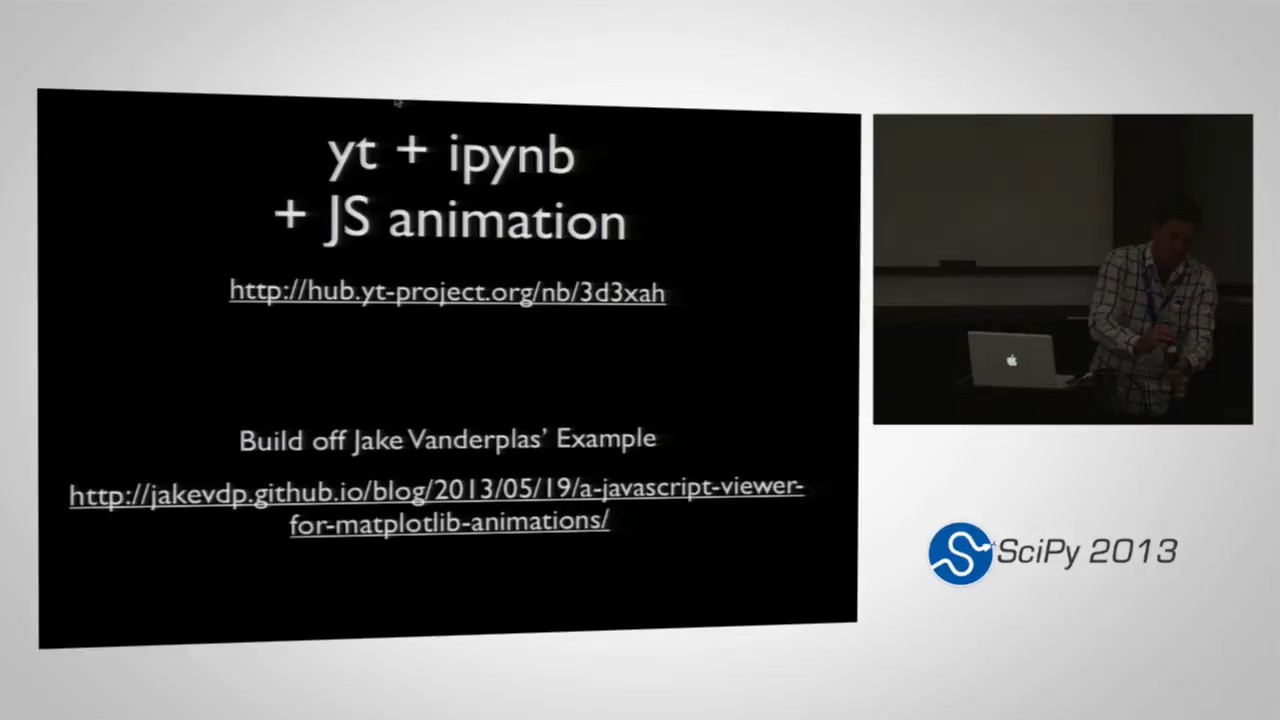 yt + ipynb
+ JS animation
http://hub.yt-project.org/nb/3d3xah
Build off Jake Vanderplas' Example
http://jakevdp.github.io/blog/2013/05/19/a-javascript-viewer-
for-matplotlib-animations/
SciPy 2013